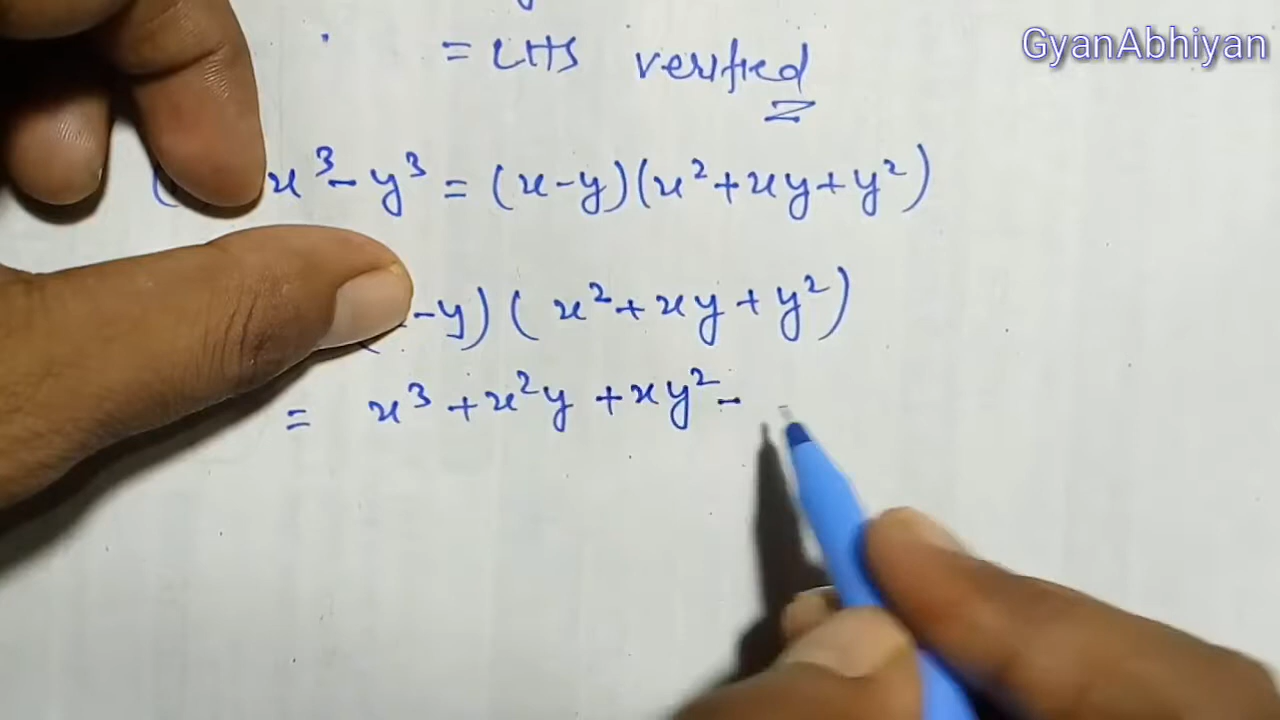 GyanAbhiyan
= LHS verified
x³ - y³ = (x-y)(x²+xy+y²)
-y) (x²+xy+y²)
= x³ + x²y + xy² -